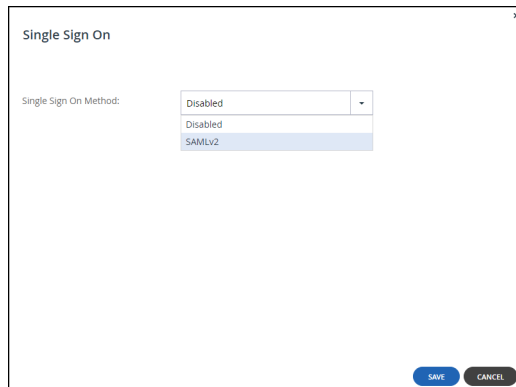 Single Sign On
Single Sign On Method:
Disabled
Disabled
SAMLv2
SAVE CANCEL